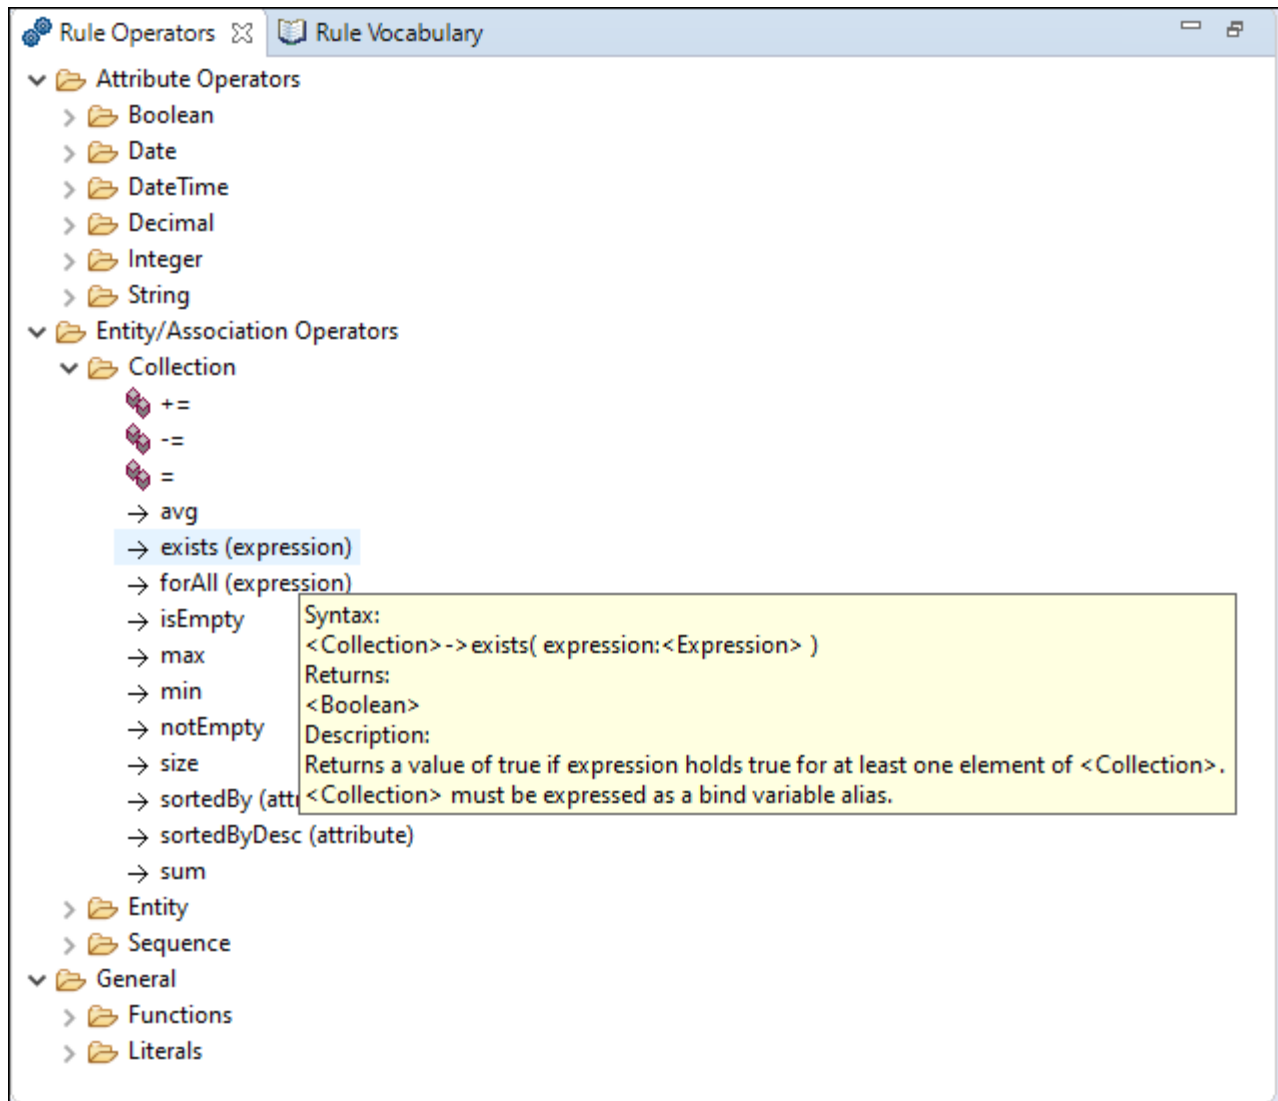 Rule Operators Rule Vocabulary
Attribute Operators
Boolean
Date
DateTime
Decimal
Integer
String
Entity/Association Operators
Collection
+=
-=
=
avg
exists (expression)
forAll (expression)
isEmpty
max
min
notEmpty
size
sortedBy (att
sortedByDesc (attribute)
sum
Syntax:
<Collection>->exists( expression:<Expression> )
Returns:
<Boolean>
Description:
Returns a value of true if expression holds true for at least one element of <Collection>.
<Collection> must be expressed as a bind variable alias.
Entity
Sequence
General
Functions
Literals